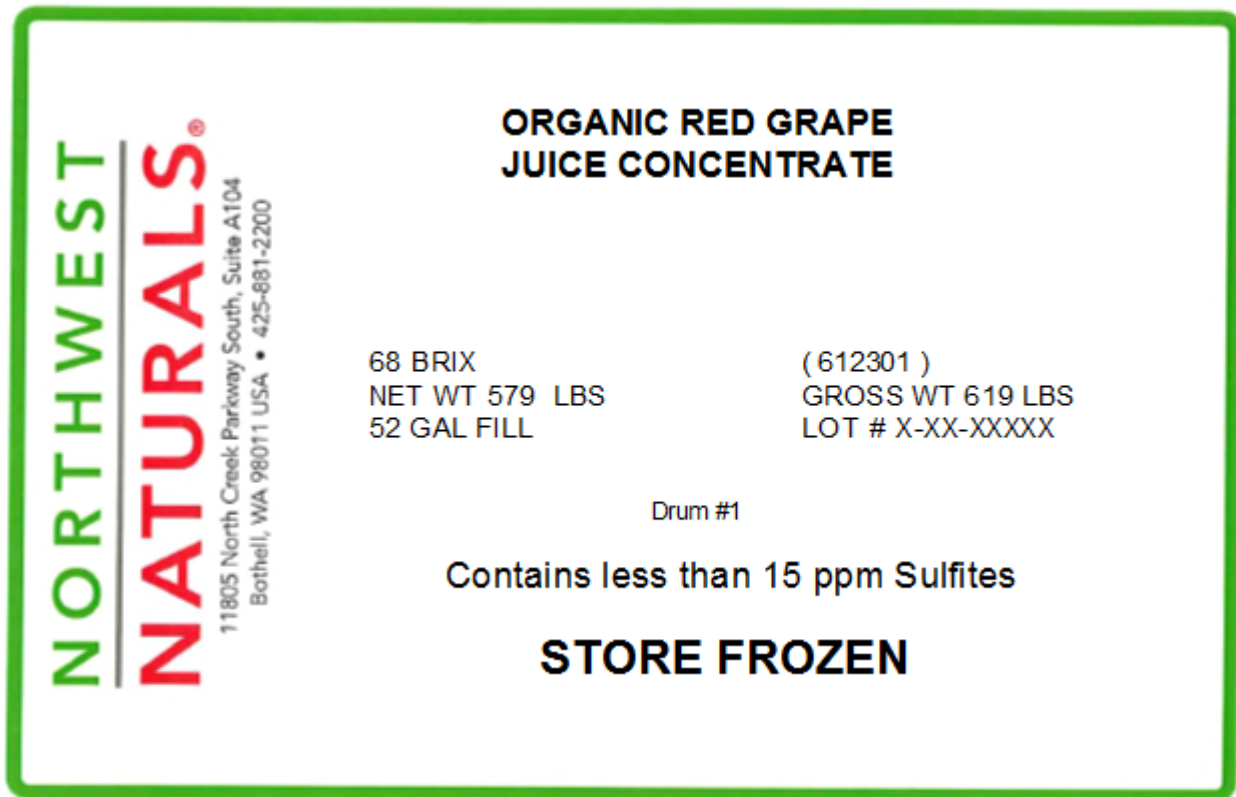 NORTHWEST
NATURALS®
11805 North Creek Parkway South, Suite A104
Bothell, WA 98011 USA • 425-881-2200
ORGANIC RED GRAPE
JUICE CONCENTRATE
68 BRIX
NET WT 579 LBS
52 GAL FILL
( 612301 )
GROSS WT 619 LBS
LOT # X-XX-XXXXX
Drum #1
Contains less than 15 ppm Sulfites
STORE FROZEN